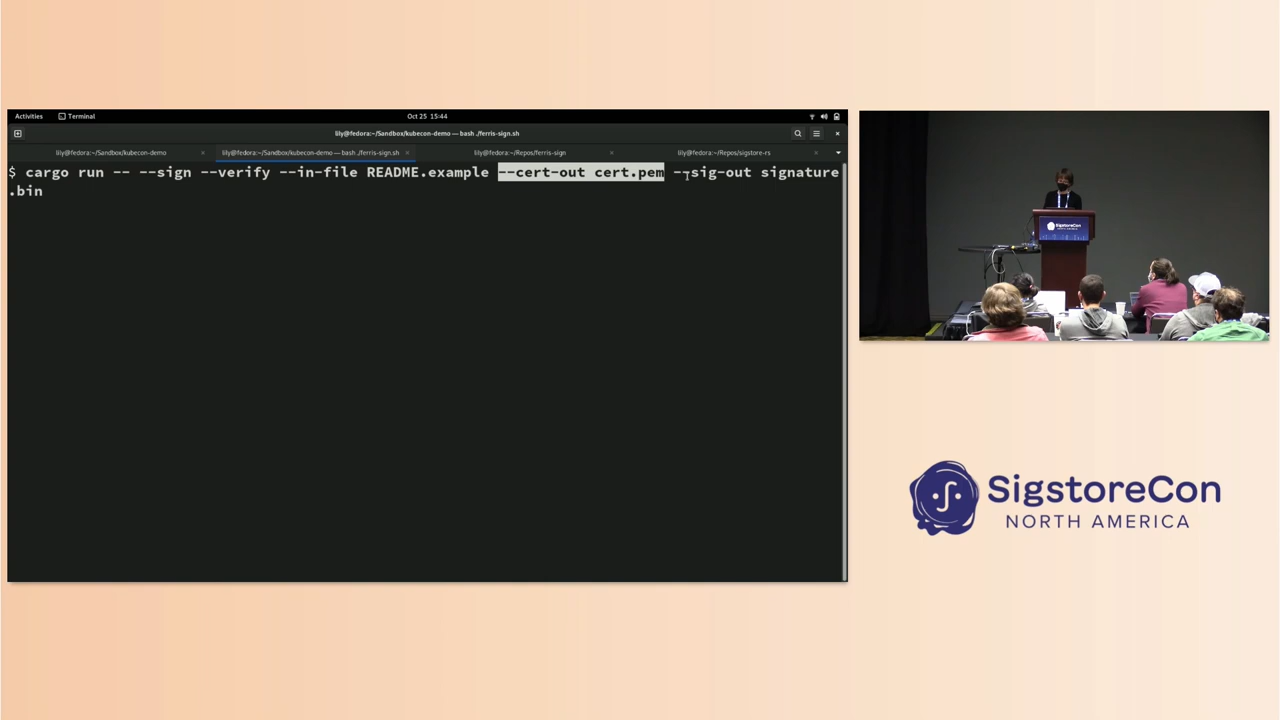 Activities
Terminal
Oct 25 15:44
lily@fedora:~/Sandbox/kubecon-demo — bash ./ferris-sign.sh
lily@fedora:~/Sandbox/kubecon-demo
lily@fedora:~/Sandbox/kubecon-demo — bash ./ferris-sign.sh
lily@fedora:~/Repos/ferris-sign
lily@fedora:~/Repos/sigstore-rs
$ cargo run -- --sign --verify --in-file README.example --cert-out cert.pem --sig-out signature
.bin
SigstoreCon
SigstoreCon
NORTH AMERICA